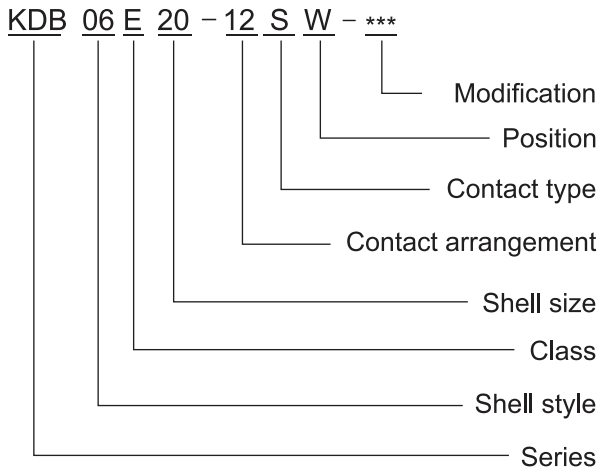 KDB 06 E 20 - 12 S W - ***
Modification
Position
Contact type
Contact arrangement
Shell size
Class
Shell style
Series